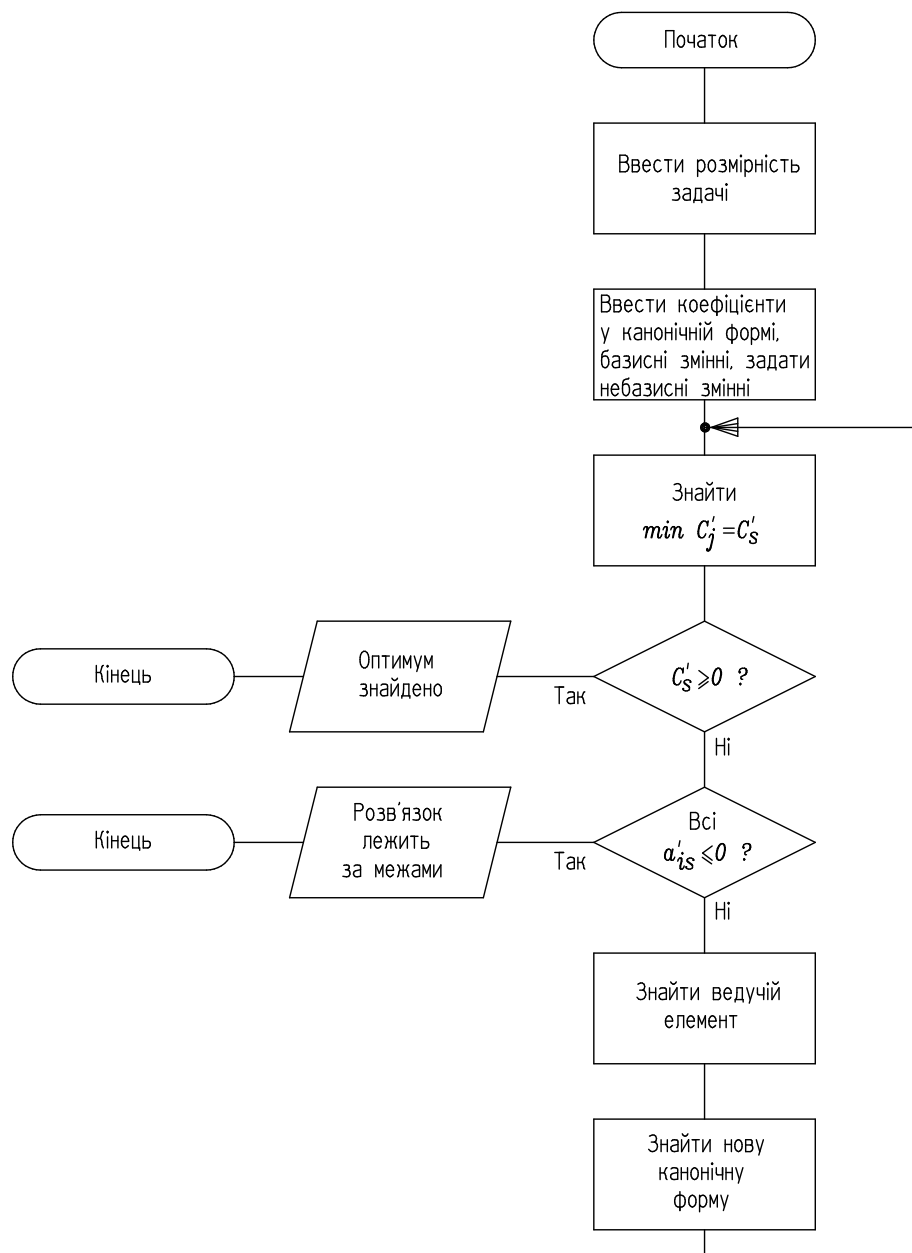 Початок
Ввести розмірність
задачі
Ввести коефіцієнти
у канонічній формі,
базисні змінні, задати
небазисні змінні
Знайти
min C'j=C's
Кінець
Оптимум
знайдено
Так
C's⩾0 ?
Ні
Кінець
Розв'язок
лежить
за межами
Так
Всі
a'is⩽0 ?
Ні
Знайти ведучій
елемент
Знайти нову
канонічну
форму